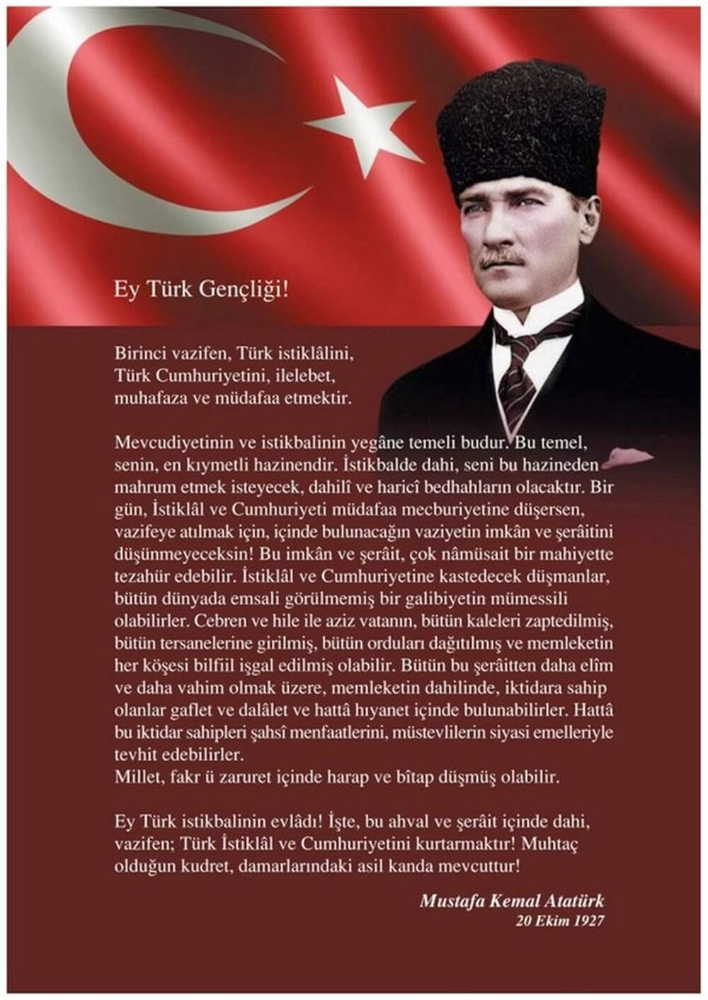 Ey Türk Gençliği!
Birinci vazifen, Türk istiklâlini,
Türk Cumhuriyetini, ilelebet,
muhafaza ve müdafaa etmektir.
Mevcudiyetinin ve istikbalinin yegâne temeli budur. Bu temel,
senin, en kıymetli hazinendir. İstikbalde dahi, seni bu hazineden
mahrum etmek isteyecek, dahilî ve haricî bedhahların olacaktır. Bir
gün, İstiklâl ve Cumhuriyeti müdafaa mecburiyetine düşersen,
vazifeye atılmak için, içinde bulunacağın vaziyetin imkân ve şerâitini
düşünmeyeceksin! Bu imkân ve şerâit, çok nâmüsait bir mahiyette
tezahür edebilir. İstiklâl ve Cumhuriyetine kastedecek düşmanlar,
bütün dünyada emsali görülmemiş bir galibiyetin mümessili
olabilirler. Cebren ve hile ile aziz vatanın, bütün kaleleri zaptedilmiş,
bütün tersanelerine girilmiş, bütün orduları dağıtılmış ve memleketin
her köşesi bilfiil işgal edilmiş olabilir. Bütün bu şerâitten daha elîm
ve daha vahim olmak üzere, memleketin dahilinde, iktidara sahip
olanlar gaflet ve dalâlet ve hattâ hıyanet içinde bulunabilirler. Hattâ
bu iktidar sahipleri şahsî menfaatlerini, müstevlilerin siyasi emelleriyle
tevhit edebilirler.
Millet, fakr ü zaruret içinde harap ve bîtap düşmüş olabilir.
Ey Türk istikbalinin evlâdı! İşte, bu ahval ve şerâit içinde dahi,
vazifen; Türk İstiklâl ve Cumhuriyetini kurtarmaktır! Muhtaç
olduğun kudret, damarlarındaki asil kanda mevcuttur!
Mustafa Kemal Atatürk
20 Ekim 1927